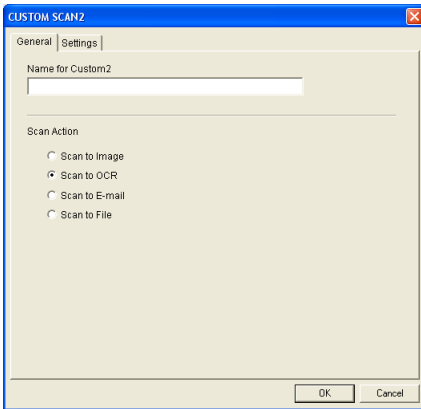 CUSTOM SCAN2
General Settings
Name for Custom2
Scan Action
Scan to Image
Scan to OCR
Scan to E-mail
Scan to File
OK Cancel